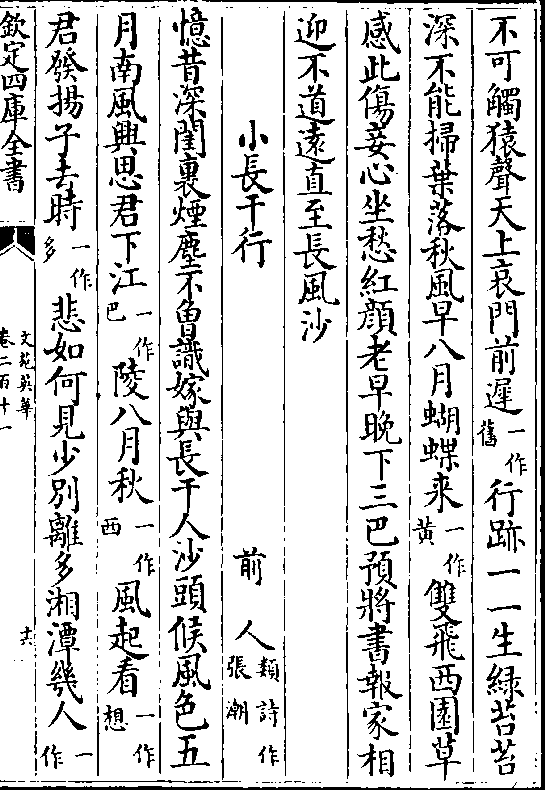 不可觸猿聲天上哀門前遲一作舊行跡一一生緑苔苔
深不能掃葉落秋風早八月蝴蝶来一作黄雙飛西園草
感此傷妾心坐愁紅顔老早晚下三巴預將書報家相
迎不道遠直至長風沙
小長干行 前人類詩作張潮
憶昔深閨裏煙塵不曾識嫁與長干人沙頭候風色五
月南風興思君下江一作巴陵八月秋一作西風起看一作想
君發揚子去時一作多悲如何見少別離多湘潭幾人一作
欽定四庫全書
文苑英華
卷二百十一
十六